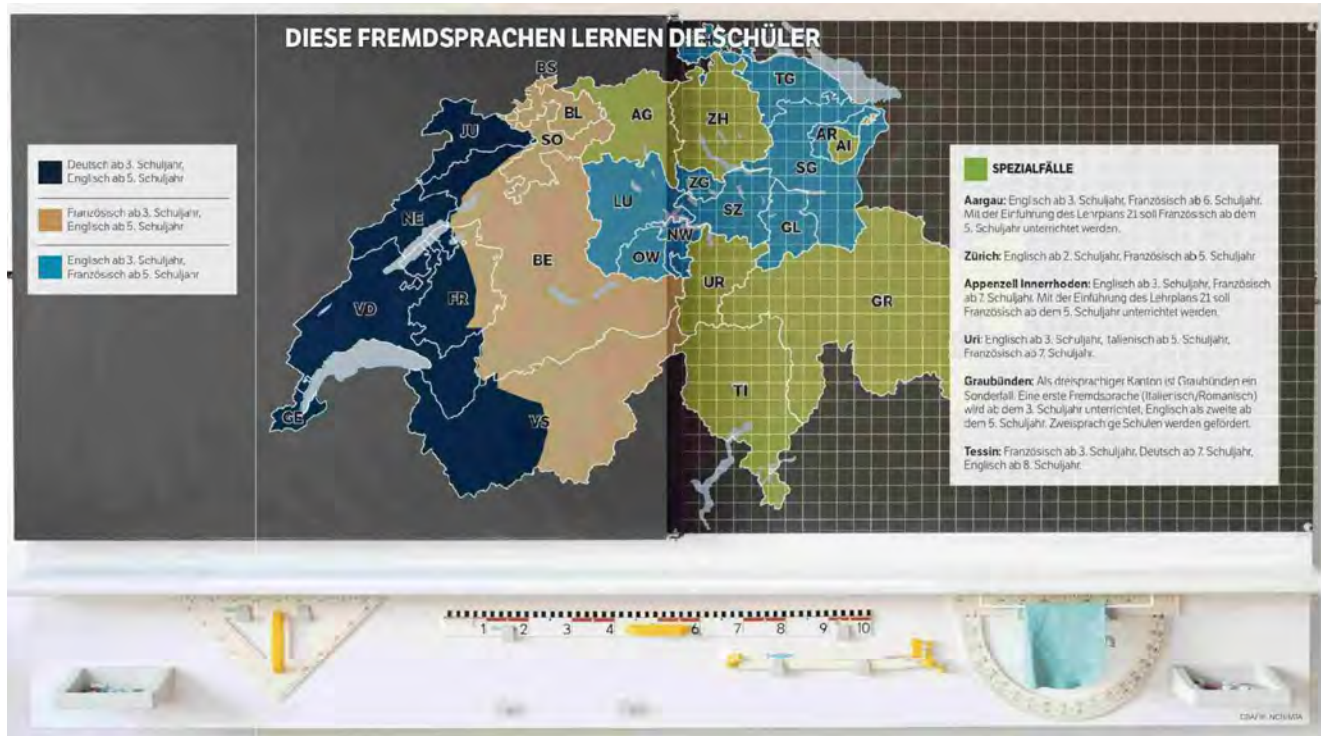 DIESE FREMDSPRACHEN LERNEN DIE SCHÜLER
BS
BL
SO
JU
AG
ZH
TG
AR
AI
SG
NE
LU
ZG
SZ
NW
GL
OW
BE
UR
GR
FR
VD
TI
VS
GE
Deutsch ab 3. Schuljahr,
Englisch ab 5. Schuljahr
Französisch ab 3. Schuljahr,
Englisch ab 5. Schuljahr
Englisch ab 3. Schuljahr,
Französisch ab 5. Schuljahr
SPEZIALFÄLLE
Aargau: Englisch ab 3. Schuljahr, Französisch ab 6. Schuljahr.
Mit der Einführung des Lehrplans 21 soll Französisch ab dem
5. Schuljahr unterrichtet werden.
Zürich: Englisch ab 2. Schuljahr, Französisch ab 5. Schuljahr
Appenzell Innerrhoden: Englisch ab 3. Schuljahr, Französisch
ab 7. Schuljahr. Mit der Einführung des Lehrplans 21 soll
Französisch ab dem 5. Schuljahr unterrichtet werden.
Uri: Englisch ab 3. Schuljahr, Italienisch ab 5. Schuljahr,
Französisch ab 7. Schuljahr.
Graubünden: Als dreisprachiger Kanton ist Graubünden ein
Sonderfall. Eine erste Fremdsprache (Italienisch/Romanisch)
wird ab dem 3. Schuljahr unterrichtet, Englisch als zweite ab
dem 5. Schuljahr. Zweisprachige Schulen werden gefördert.
Tessin: Französisch ab 3. Schuljahr, Deutsch ab 7. Schuljahr,
Englisch ab 8. Schuljahr.
1 2 3 4 6 7 8 9 10
GRAFIK: